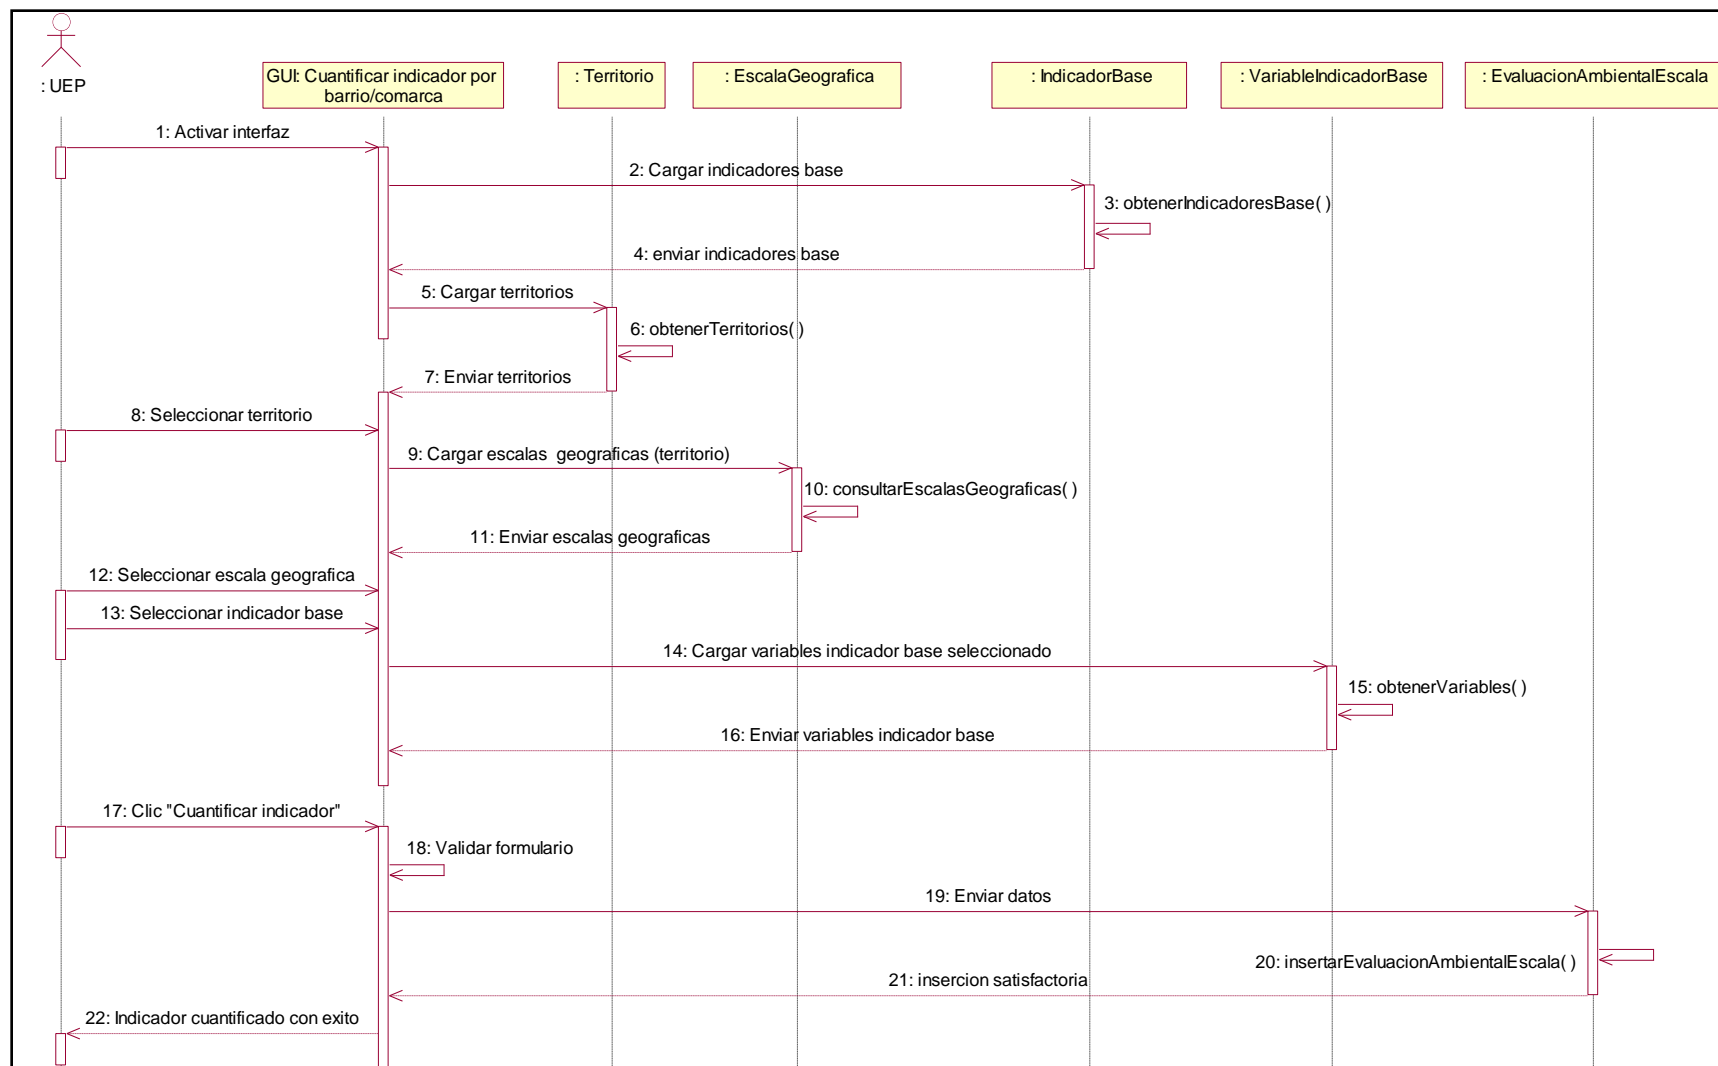 : UEP
GUI: Cuantificar indicador por
barrio/comarca
: Territorio
: EscalaGeografica
: IndicadorBase
: VariableIndicadorBase
: EvaluacionAmbientalEscala
1: Activar interfaz
2: Cargar indicadores base
3: obtenerIndicadoresBase( )
4: enviar indicadores base
5: Cargar territorios
6: obtenerTerritorios( )
7: Enviar territorios
8: Seleccionar territorio
9: Cargar escalas  geograficas (territorio)
10: consultarEscalasGeograficas( )
11: Enviar escalas geograficas
12: Seleccionar escala geografica
13: Seleccionar indicador base
14: Cargar variables indicador base seleccionado
15: obtenerVariables( )
16: Enviar variables indicador base
17: Clic "Cuantificar indicador"
18: Validar formulario
19: Enviar datos
20: insertarEvaluacionAmbientalEscala( )
21: insercion satisfactoria
22: Indicador cuantificado con exito